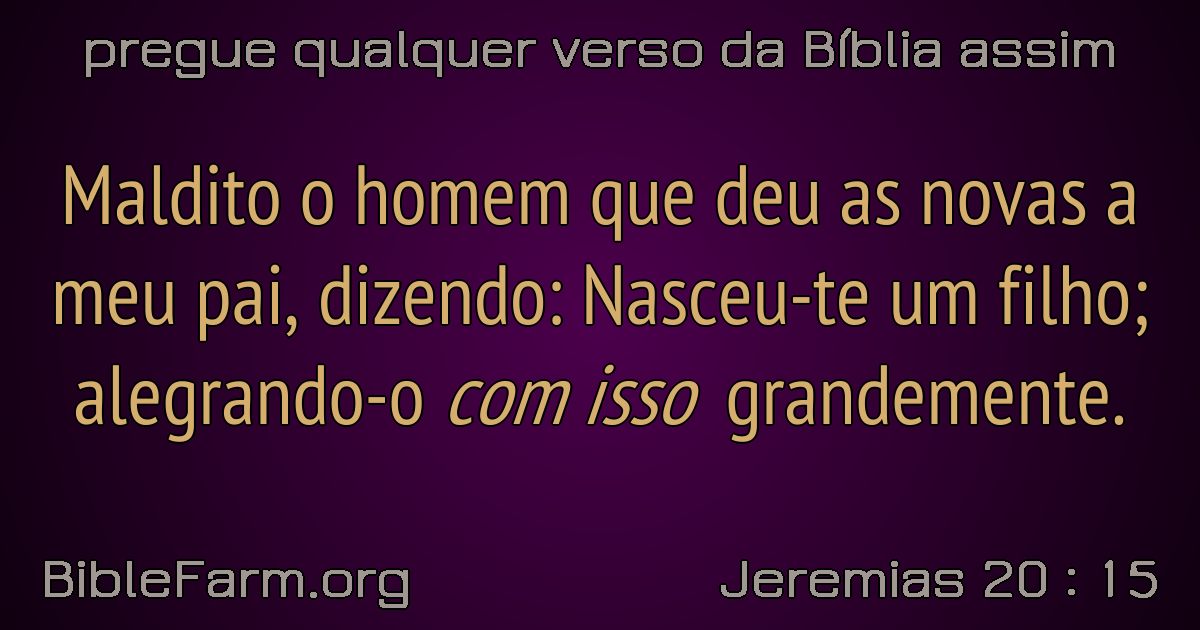 pregue qualquer verso da Bíblia assim
Maldito o homem que deu as novas a
meu pai, dizendo: Nasceu-te um filho;
alegrando-o com isso grandemente.
BibleFarm.org
Jeremias 20 : 15